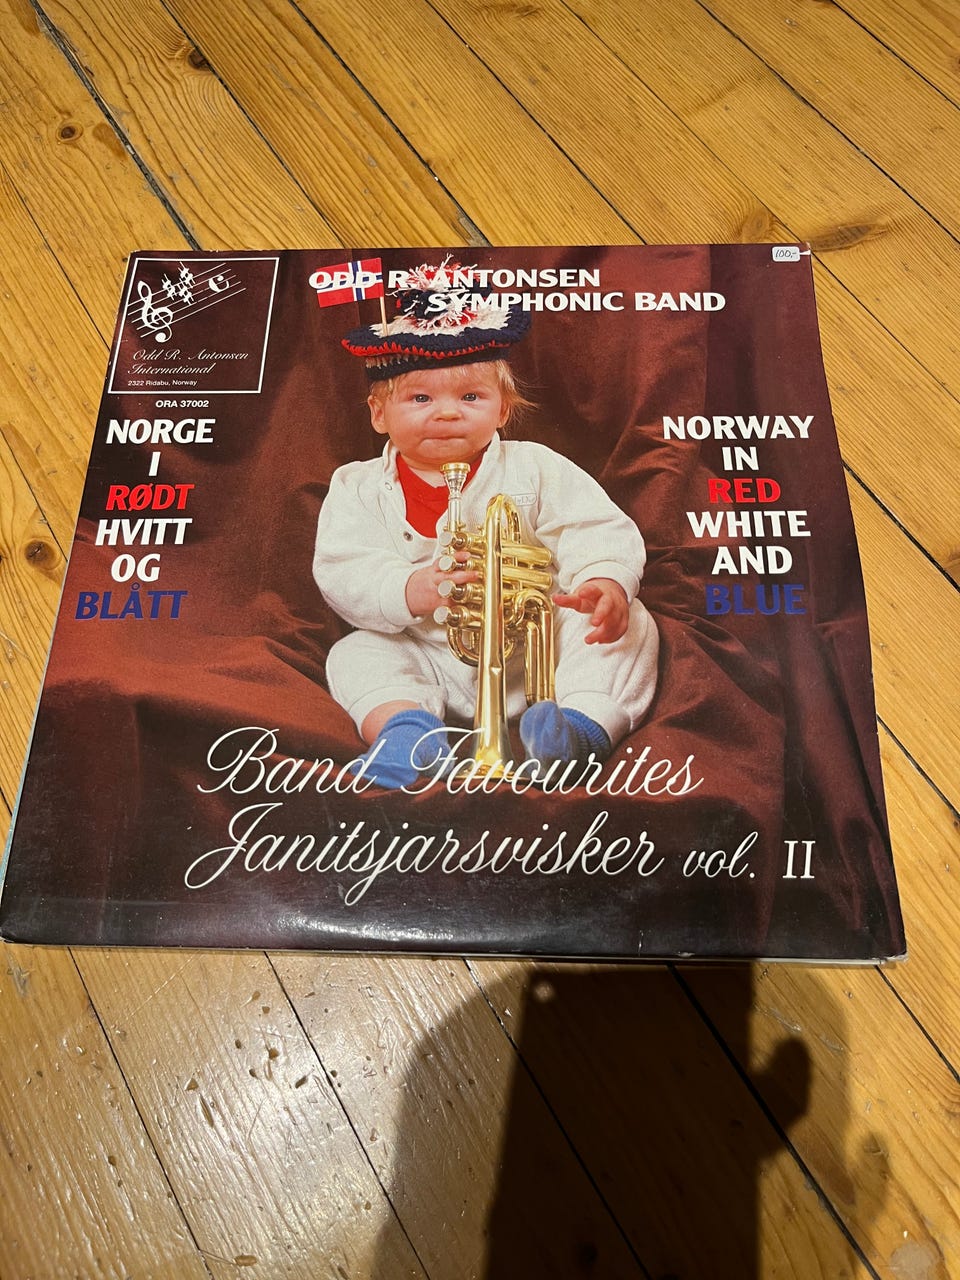 100,-
ODD R. ANTONSEN
SYMPHONIC BAND
Odd R. Antonsen
International
2322 Ridabu, Norway
ORA 37002
NORGE
I
RØDT
HVITT
OG
BLÅTT
NORWAY
IN
RED
WHITE
AND
BLUE
Band Favourites
Janitsjarsvisker vol. II